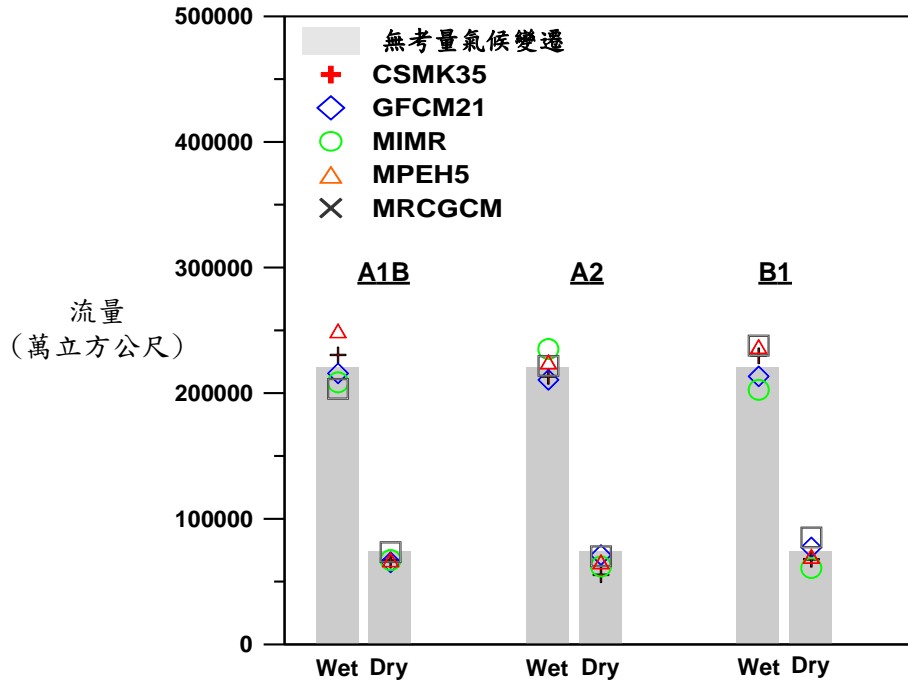 500000
400000
300000
200000
100000
0
流量
(萬立方公尺)
無考量氣候變遷
CSMK35
GFCM21
MIMR
MPEH5
MRCGCM
A1B
A2
B1
Wet Dry
Wet Dry
Wet Dry